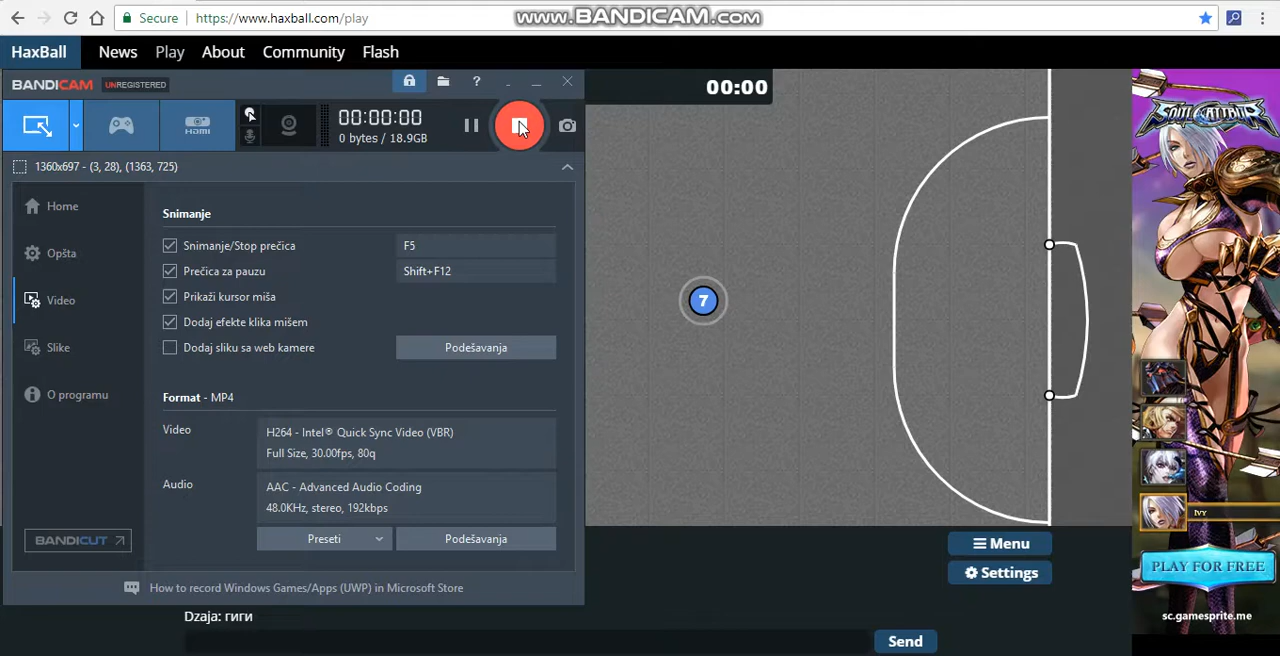 Secure https://www.haxball.com/play
www.BANDICAM.com
HaxBall News Play About Community Flash
BANDICAM UNREGISTERED
?
HDMI
00:00:00
0 bytes / 18.9GB
00:00
1360x697 - (3, 28), (1363, 725)
Home
Opšta
Video
Slike
O programu
BANDICUT
Snimanje
Snimanje/Stop prečica F5
Prečica za pauzu Shift+F12
Prikaži kursor miša
Dodaj efekte klika mišem
Dodaj sliku sa web kamere Podešavanja
Format - MP4
Video
H264 - Intel® Quick Sync Video (VBR)
Full Size, 30.00fps, 80q
Audio
AAC - Advanced Audio Coding
48.0KHz, stereo, 192kbps
Preseti Podešavanja
How to record Windows Games/Apps (UWP) in Microsoft Store
7
Menu
Settings
Dzaja: гиги
Send
SOULCALIBUR
IVY
PLAY FOR FREE
sc.gamesprite.me